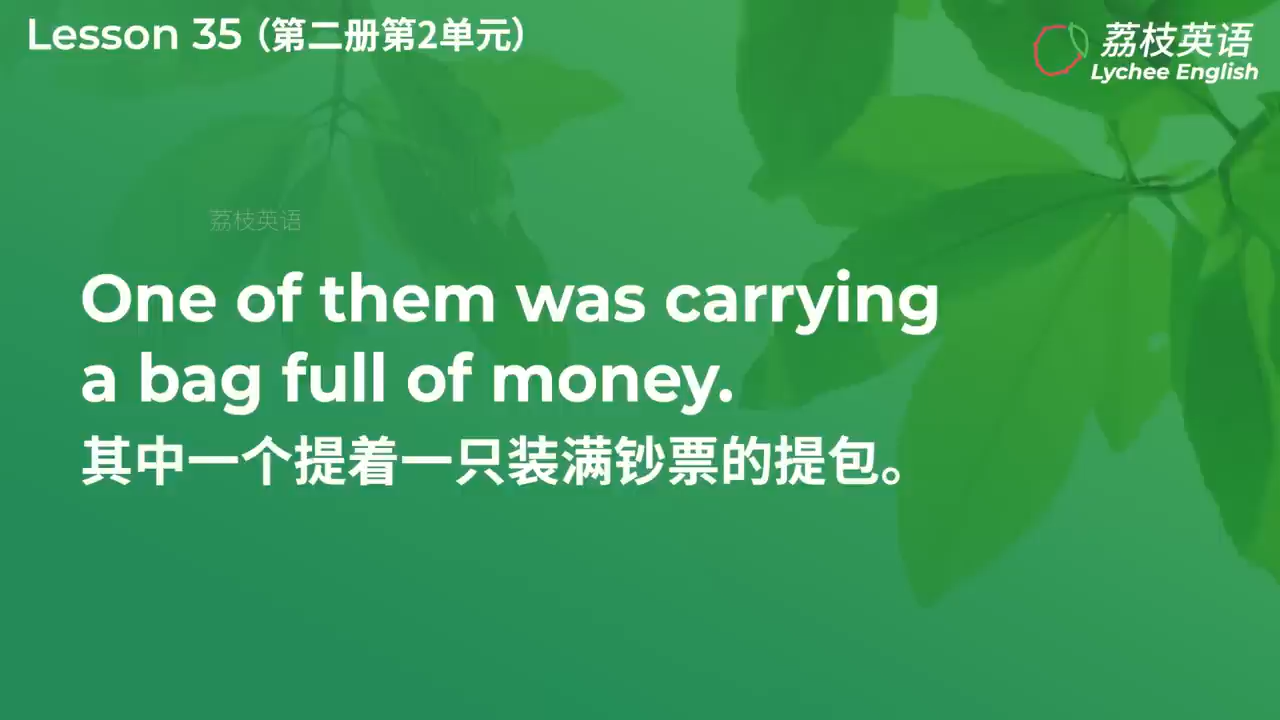 Lesson 35（第二册第2单元）
荔枝英语
Lychee English
荔枝英语
One of them was carrying
a bag full of money.
其中一个提着一只装满钞票的提包。